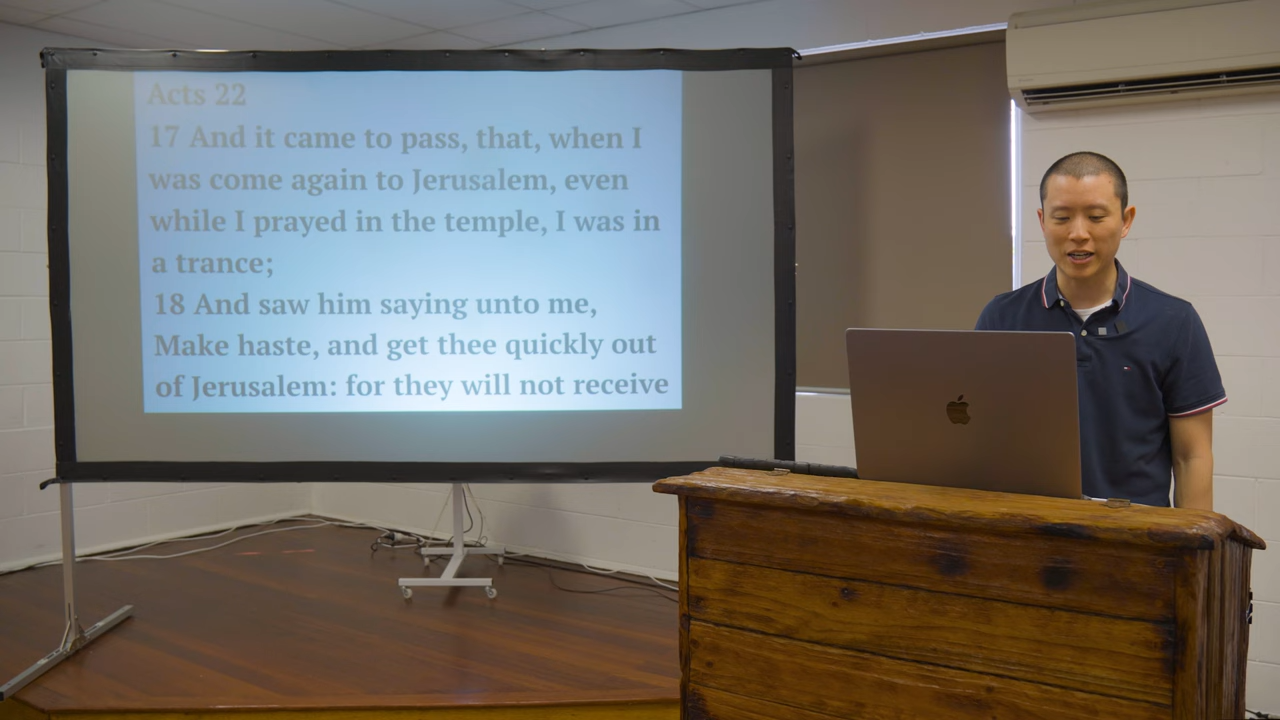 Acts 22
17 And it came to pass, that, when I
was come again to Jerusalem, even
while I prayed in the temple, I was in
a trance;
18 And saw him saying unto me,
Make haste, and get thee quickly out
of Jerusalem: for they will not receive